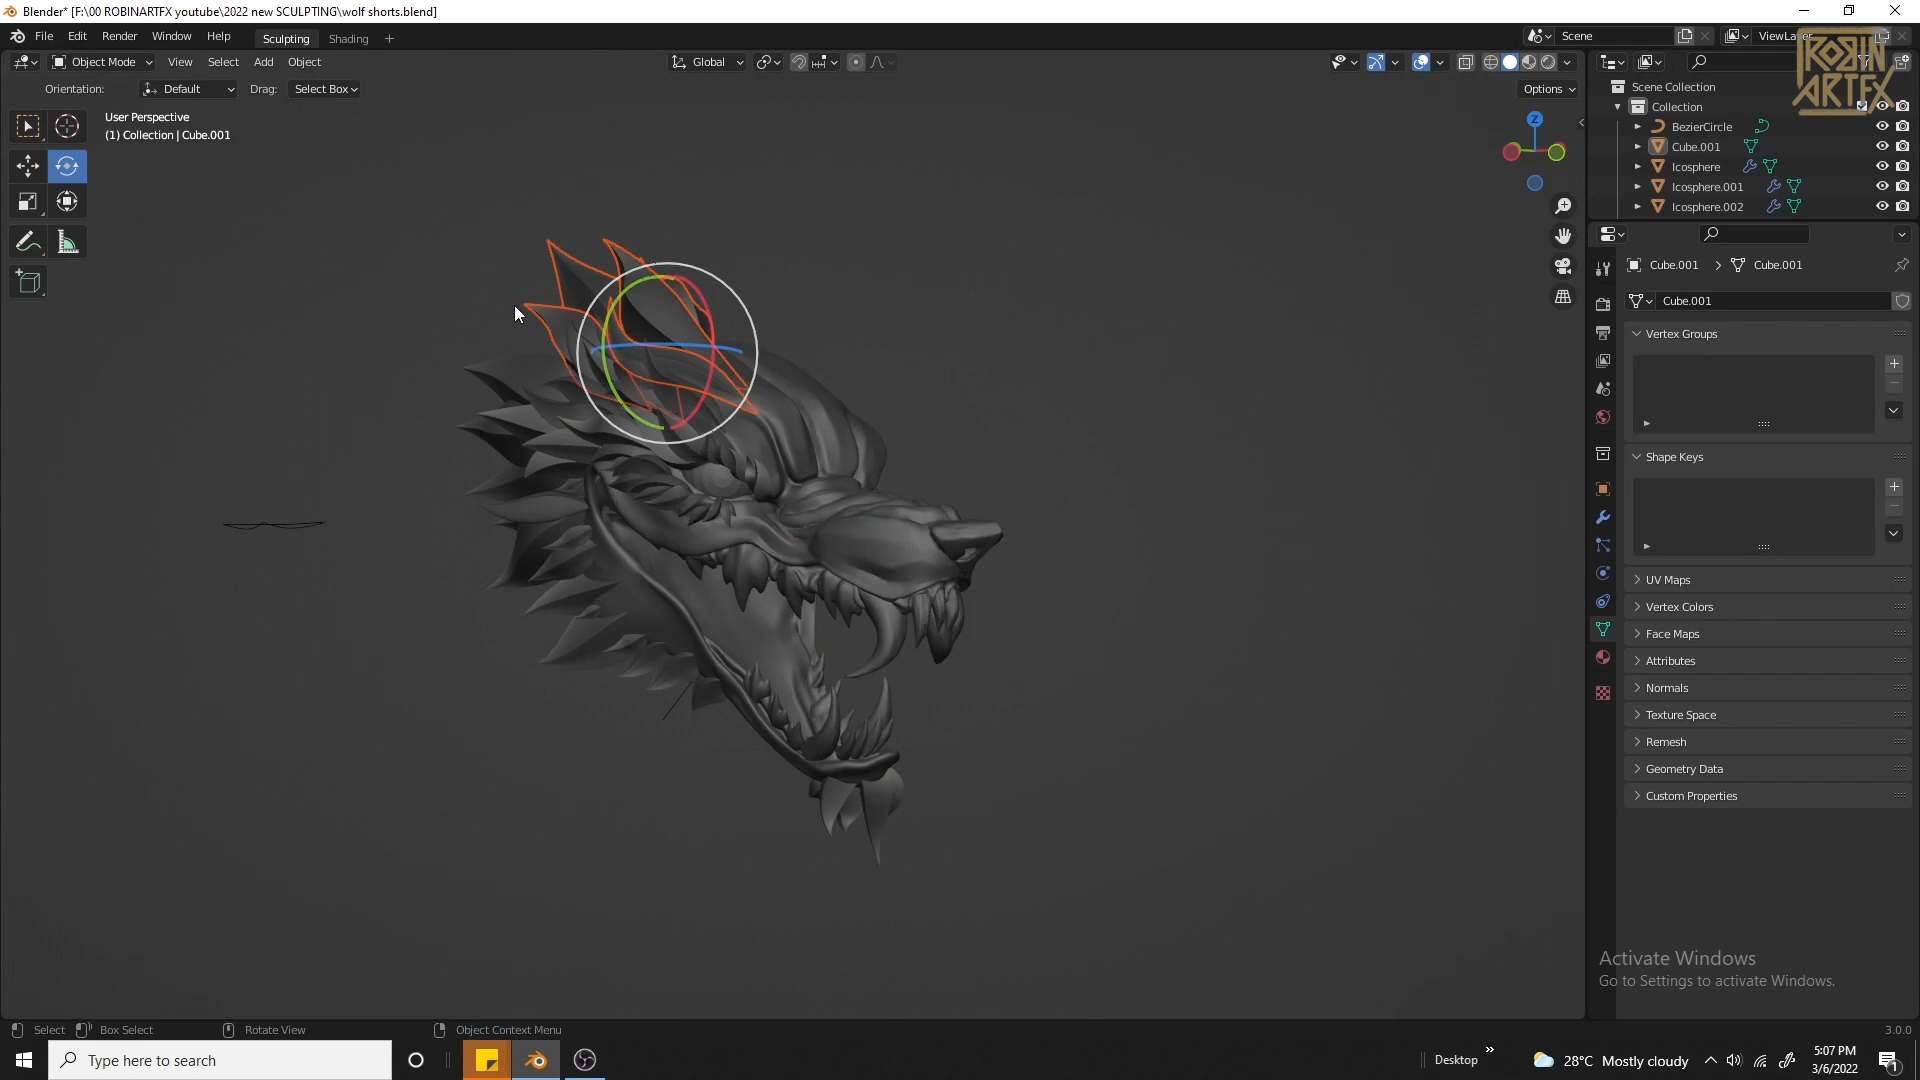 Blender* [F:\00 ROBINARTFX youtube\2022 new SCULPTING\wolf shorts.blend]
File Edit Render Window Help Sculpting Shading + Scene ViewLayer
Object Mode View Select Add Object Global
Orientation: Default Drag: Select Box Options
ROBIN
ARTFX
User Perspective
(1) Collection | Cube.001
Z
Scene Collection
Collection
BezierCircle
Cube.001
Icosphere
Icosphere.001
Icosphere.002
Cube.001 > Cube.001
Cube.001
Vertex Groups
Shape Keys
UV Maps
Vertex Colors
Face Maps
Attributes
Normals
Texture Space
Remesh
Geometry Data
Custom Properties
Activate Windows
Go to Settings to activate Windows.
Select Box Select Rotate View Object Context Menu 3.0.0
Type here to search Desktop » 28°C Mostly cloudy 5:07 PM
3/6/2022 1